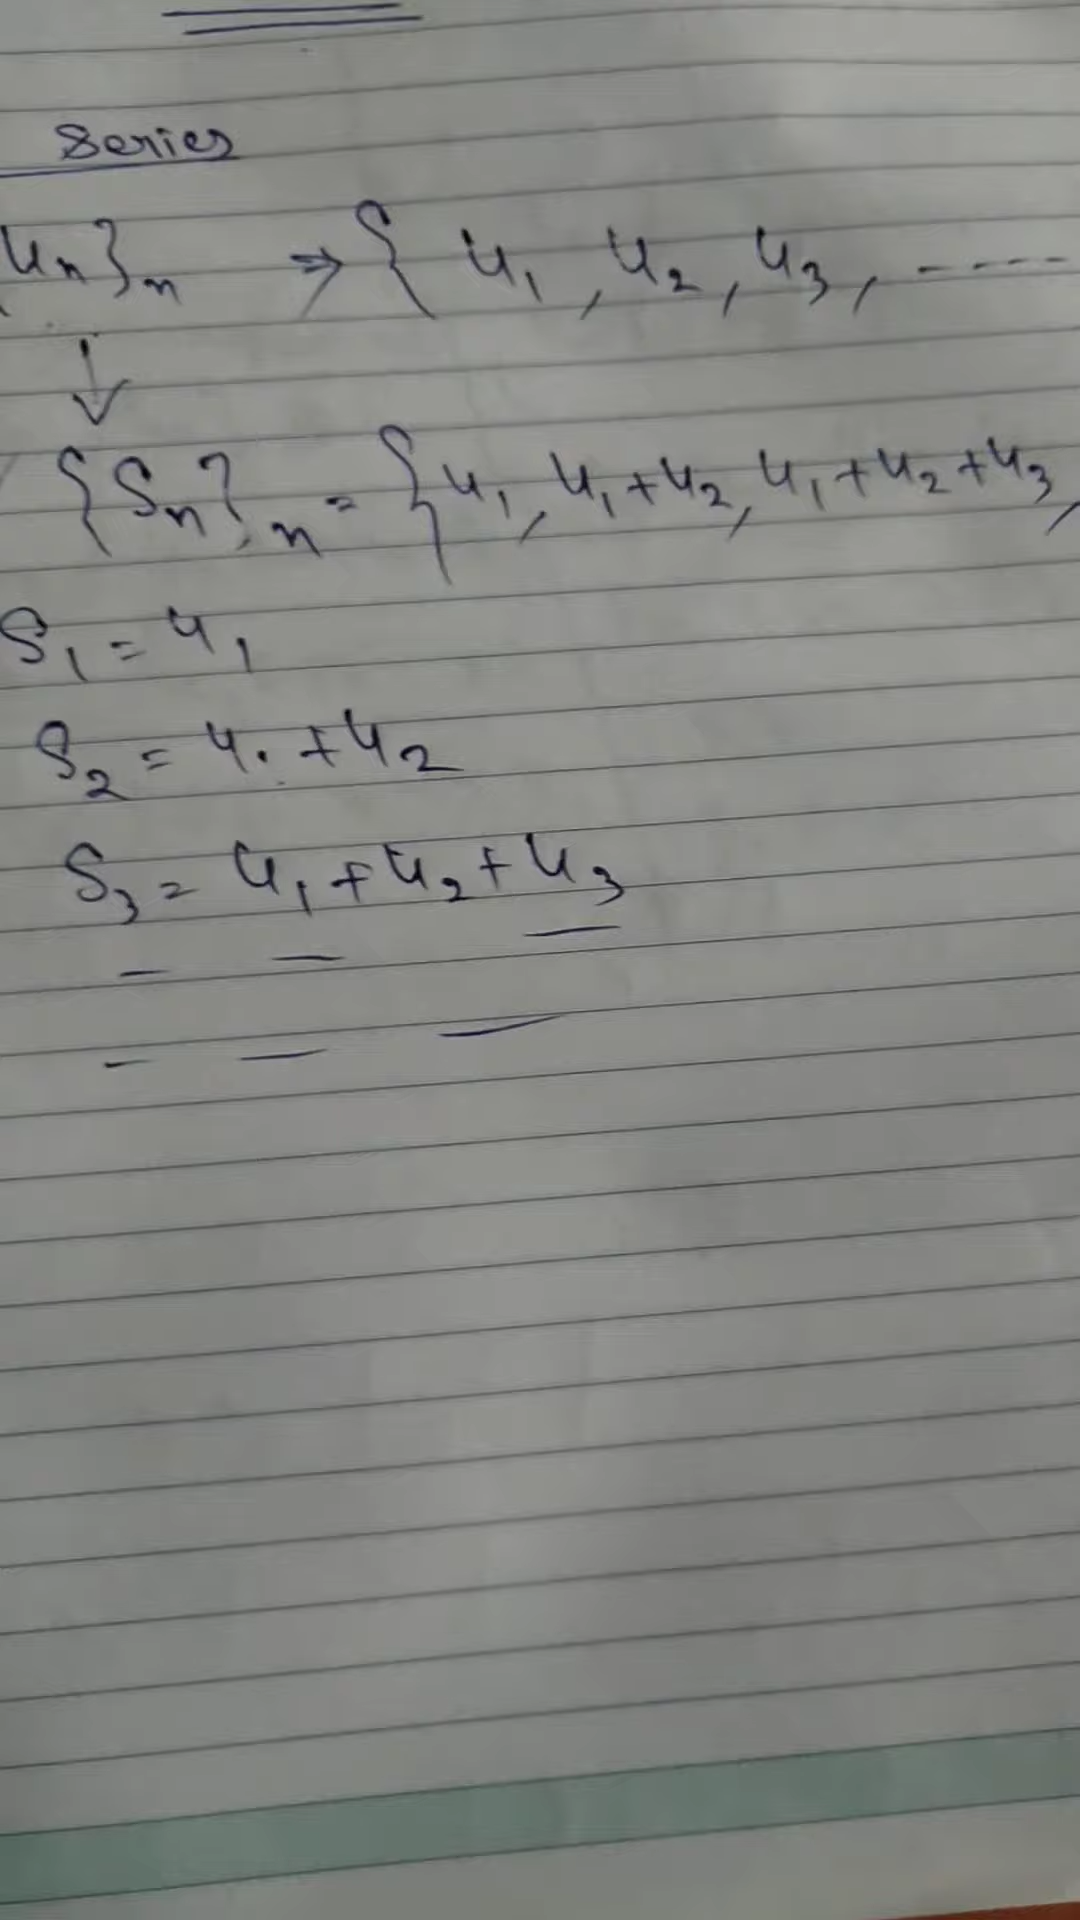 Series
{un}n ⇒ { u1 , u2 , u3 , -----
↓
{Sn}n = { u1, u1+u2, u1+u2+u3,
S1 = u1
S2 = u. + u2
S3 = u1 + u2 + u3
— — —
— — —